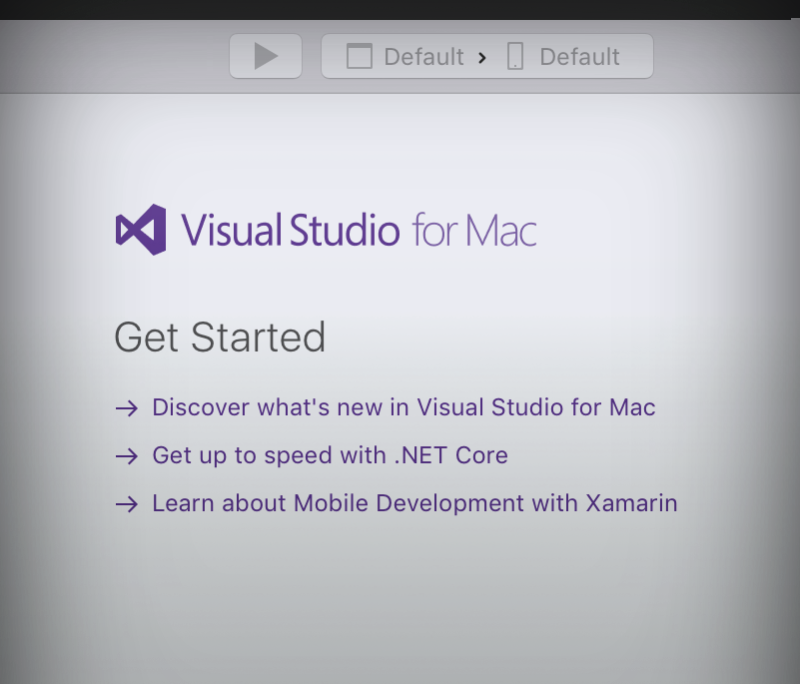 Default › Default
Visual Studio for Mac
Get Started
→ Discover what's new in Visual Studio for Mac
→ Get up to speed with .NET Core
→ Learn about Mobile Development with Xamarin